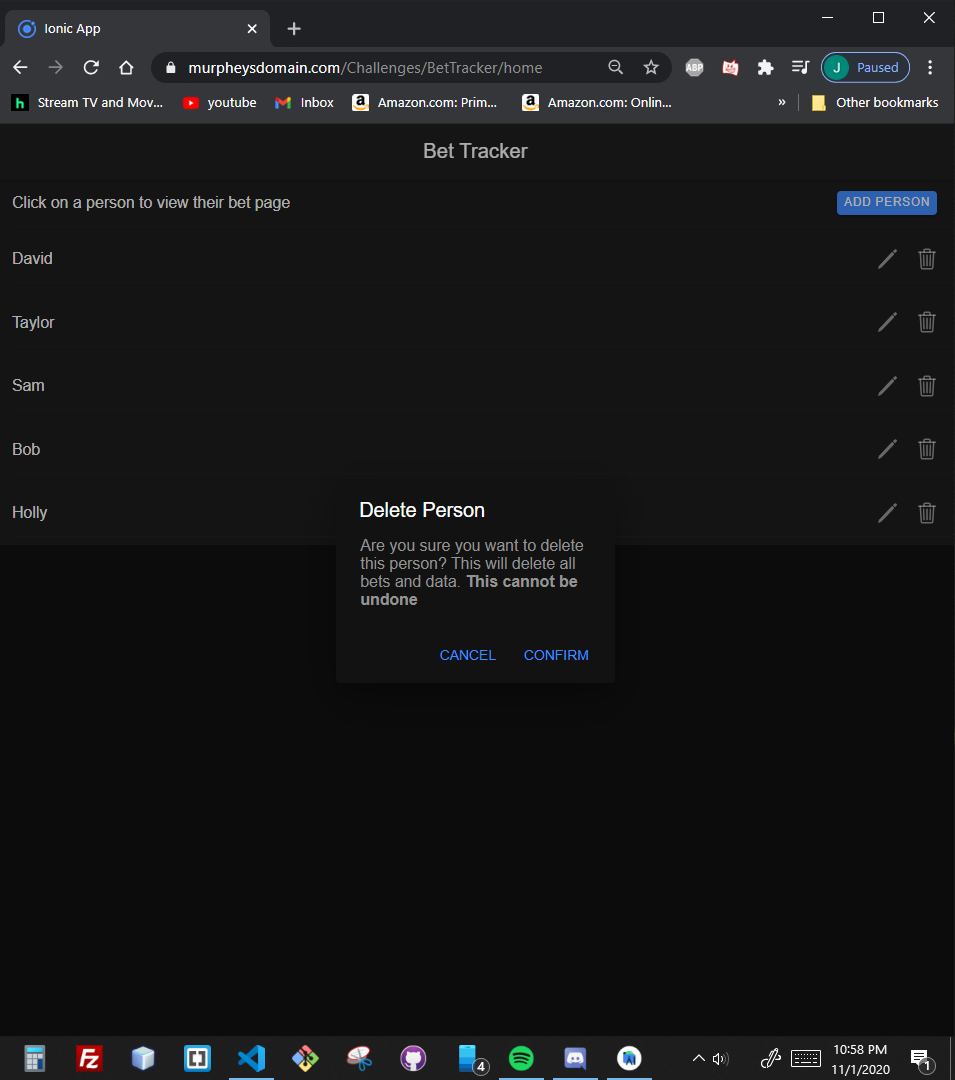 Ionic App
murpheysdomain.com/Challenges/BetTracker/home
ABP
J Paused
h Stream TV and Mov...
youtube
Inbox
a Amazon.com: Prim...
a Amazon.com: Onlin...
»
Other bookmarks
Bet Tracker
Click on a person to view their bet page
ADD PERSON
David
Taylor
Sam
Bob
Holly
Delete Person
Are you sure you want to delete
this person? This will delete all
bets and data. This cannot be
undone
CANCEL CONFIRM
Fz
4
10:58 PM
11/1/2020
1